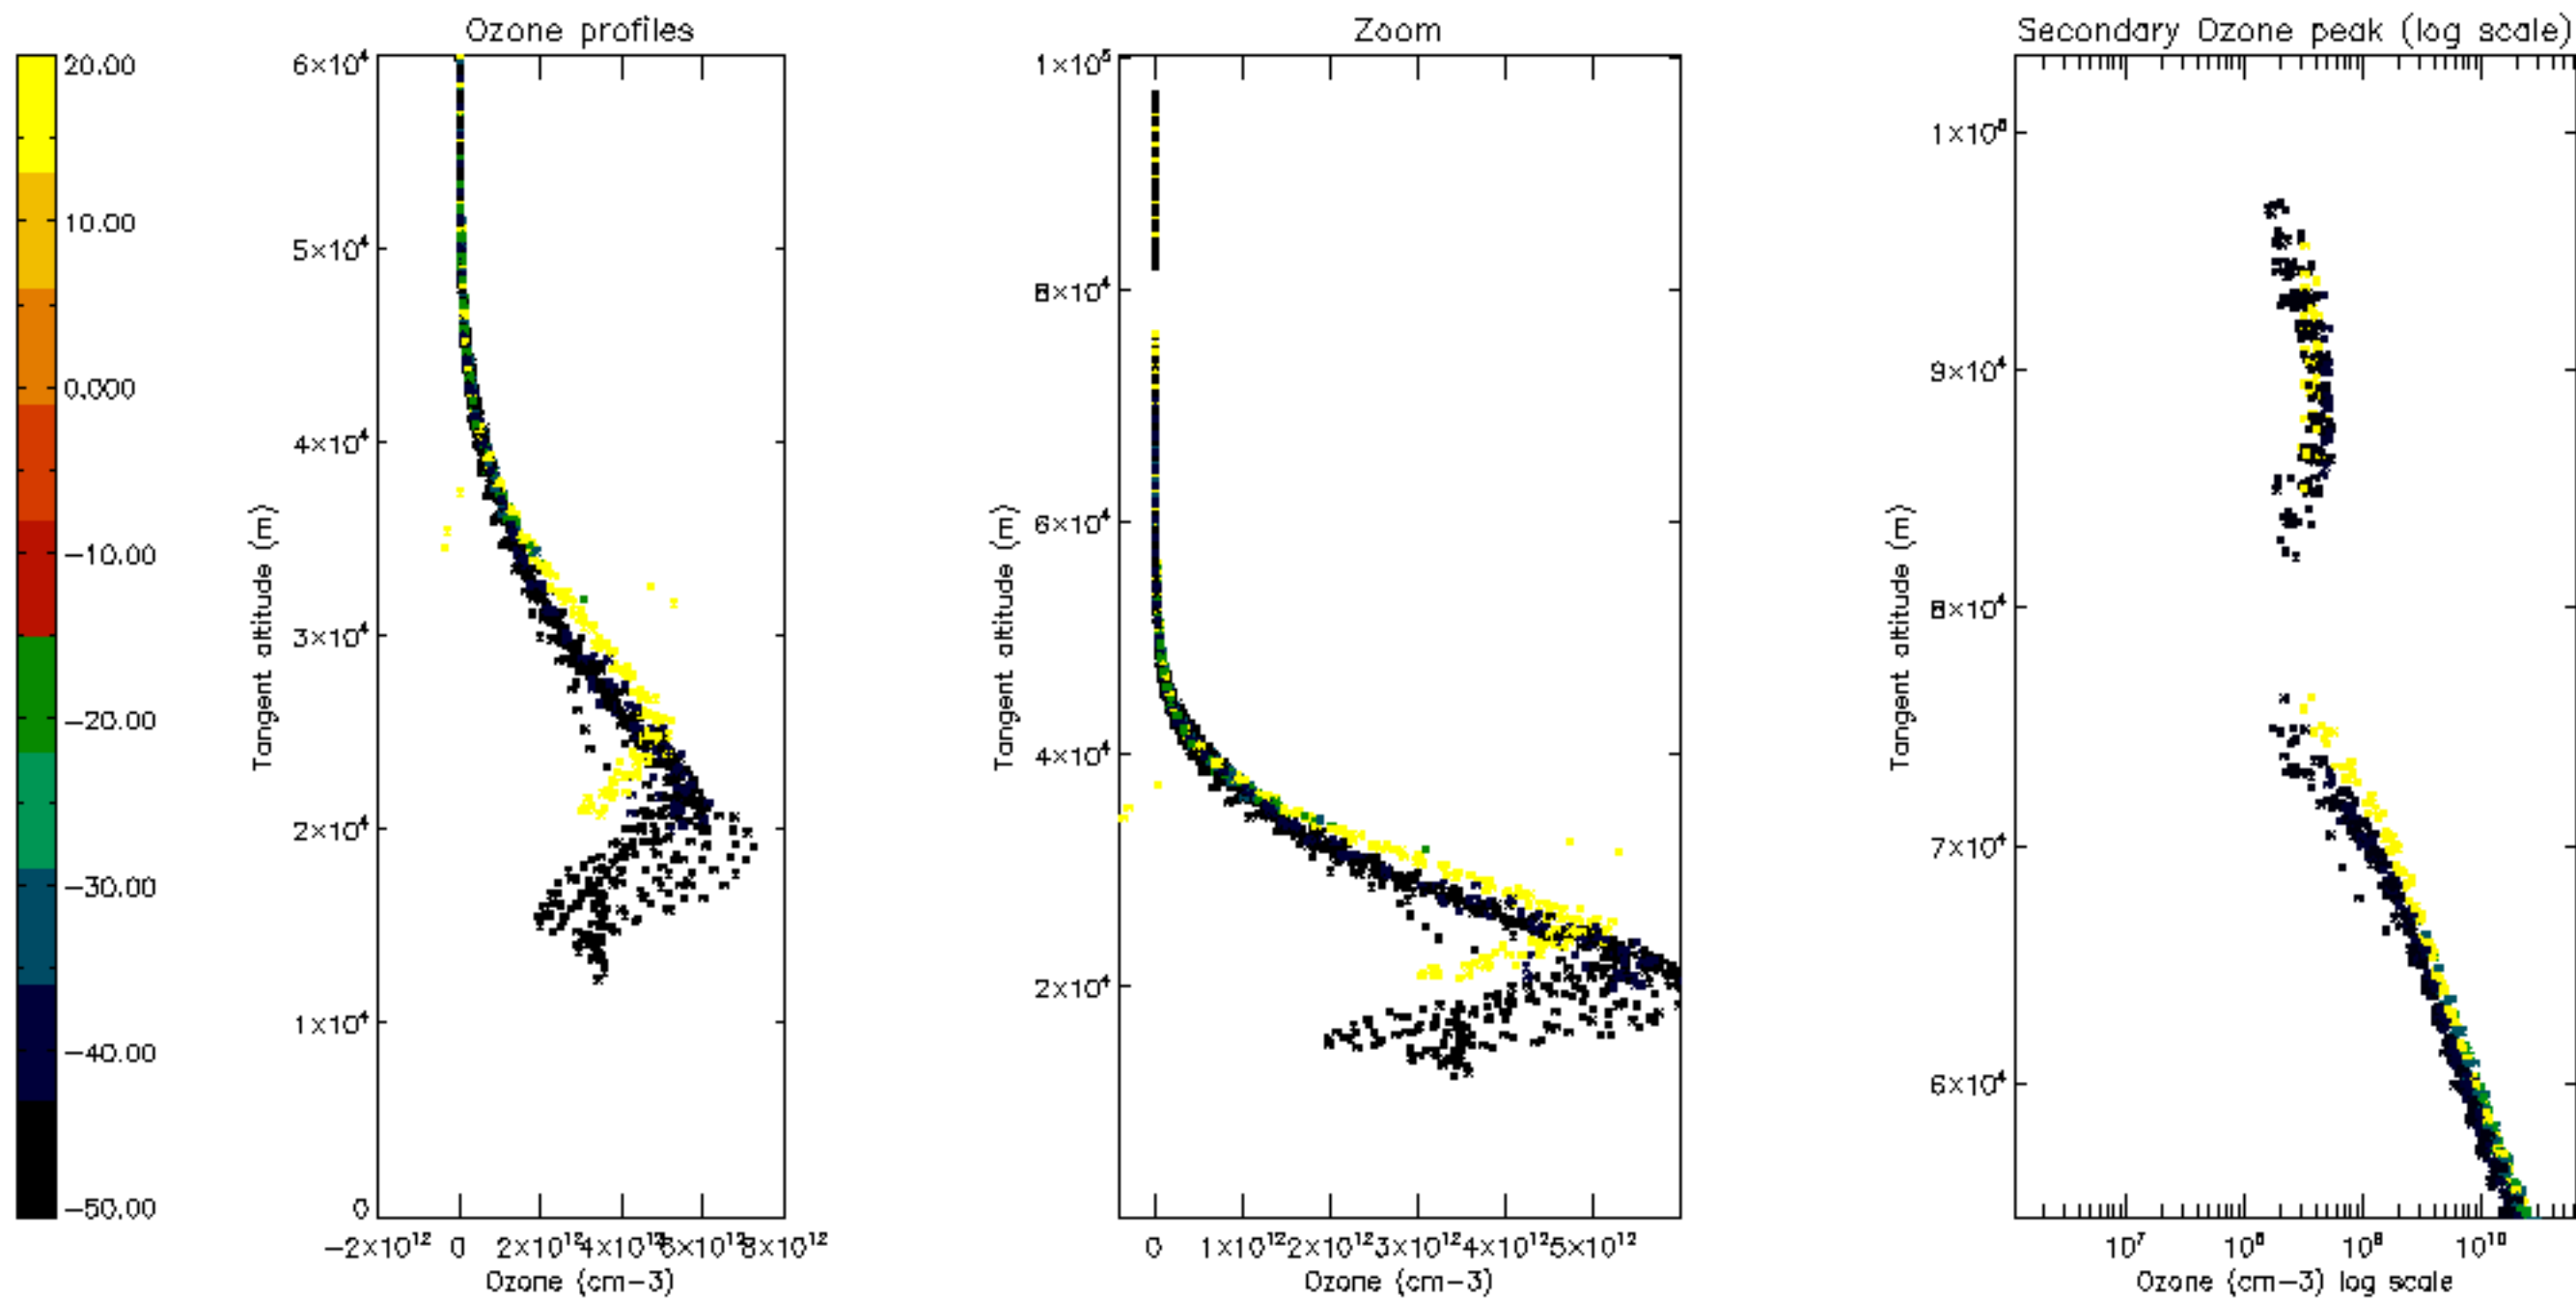 Ozone profiles
Zoom
Secondary Ozone peak (log scale)
20.00
10.00
0.000
−10.00
−20.00
−30.00
−40.00
−50.00
6×10⁴
5×10⁴
4×10⁴
3×10⁴
2×10⁴
1×10⁴
0
Tangent altitude (m)
−2×10¹² 0 2×10¹² 4×10¹² 6×10¹² 8×10¹²
Ozone (cm−3)
1×10⁵
8×10⁴
6×10⁴
4×10⁴
2×10⁴
Tangent altitude (m)
0 1×10¹² 2×10¹² 3×10¹² 4×10¹² 5×10¹²
Ozone (cm−3)
9×10⁴
8×10⁴
7×10⁴
6×10⁴
Tangent altitude (m)
10⁷ 10⁸ 10⁹ 10¹⁰
Ozone (cm−3) log scale